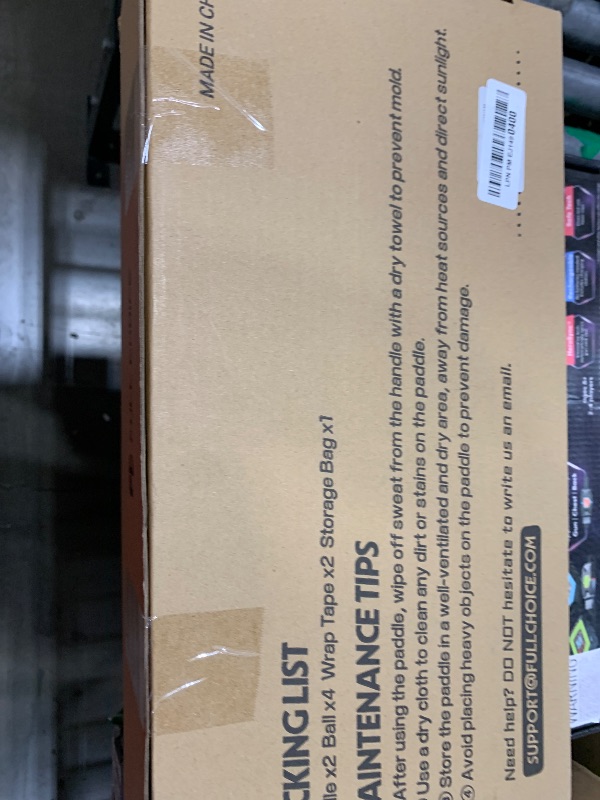 MADE IN CH
CKING LIST
lle x2 Ball x4 Wrap Tape x2 Storage Bag x1
AINTENANCE TIPS
After using the paddle, wipe off sweat from the handle with a dry towel to prevent mold.
Use a dry cloth to clean any dirt or stains on the paddle.
Store the paddle in a well-ventilated and dry area, away from heat sources and direct sunlight.
④ Avoid placing heavy objects on the paddle to prevent damage.
Need help? DO NOT hesitate to write us an email.
SUPPORT@FULLCHOICE.COM
WARNING